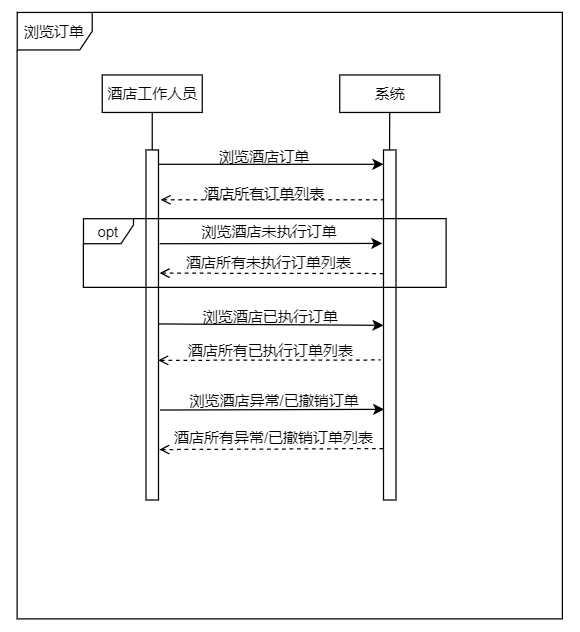 浏览订单
酒店工作人员
系统
浏览酒店订单
酒店所有订单列表
opt
浏览酒店未执行订单
酒店所有未执行订单列表
浏览酒店已执行订单
酒店所有已执行订单列表
浏览酒店异常/已撤销订单
酒店所有异常/已撤销订单列表